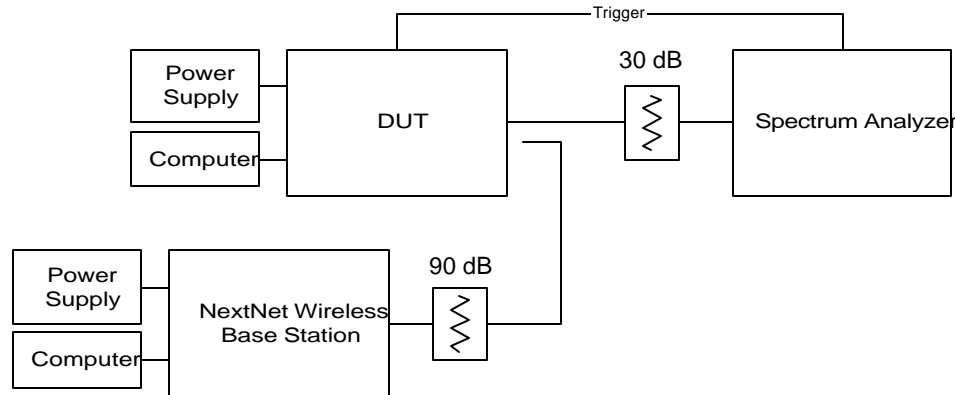 Trigger
Power
Supply
DUT
30 dB
Spectrum Analyzer
Computer
Power
Supply
NextNet Wireless
Base Station
90 dB
Computer